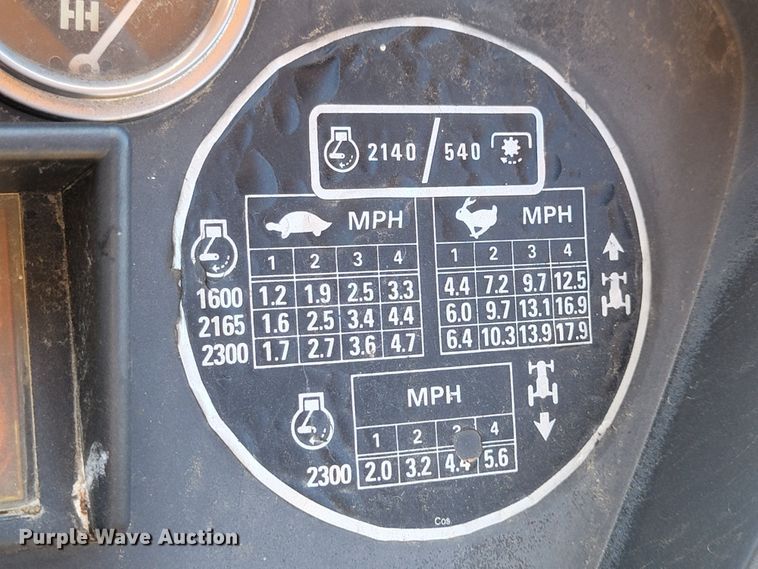 2140 / 540
MPH MPH
1 2 3 4 1 2 3 4
1600 1.2 1.9 2.5 3.3 4.4 7.2 9.7 12.5
2165 1.6 2.5 3.4 4.4 6.0 9.7 13.1 16.9
2300 1.7 2.7 3.6 4.7 6.4 10.3 13.9 17.9
MPH
1 2 3 4
2300 2.0 3.2 4.4 5.6
Cos
Purple Wave Auction